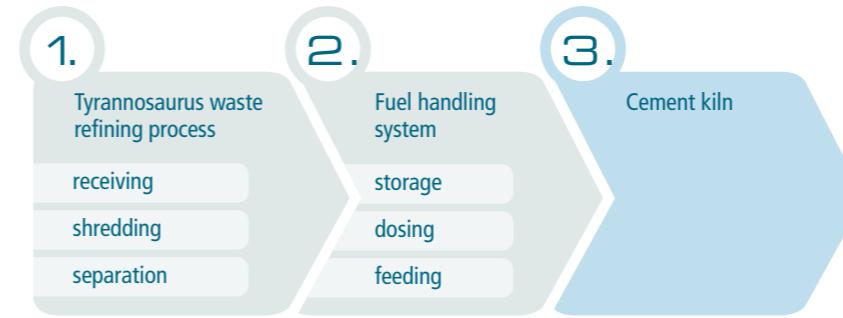 1.
Tyrannosaurus waste
refining process
receiving
shredding
separation
2.
Fuel handling
system
storage
dosing
feeding
3.
Cement kiln